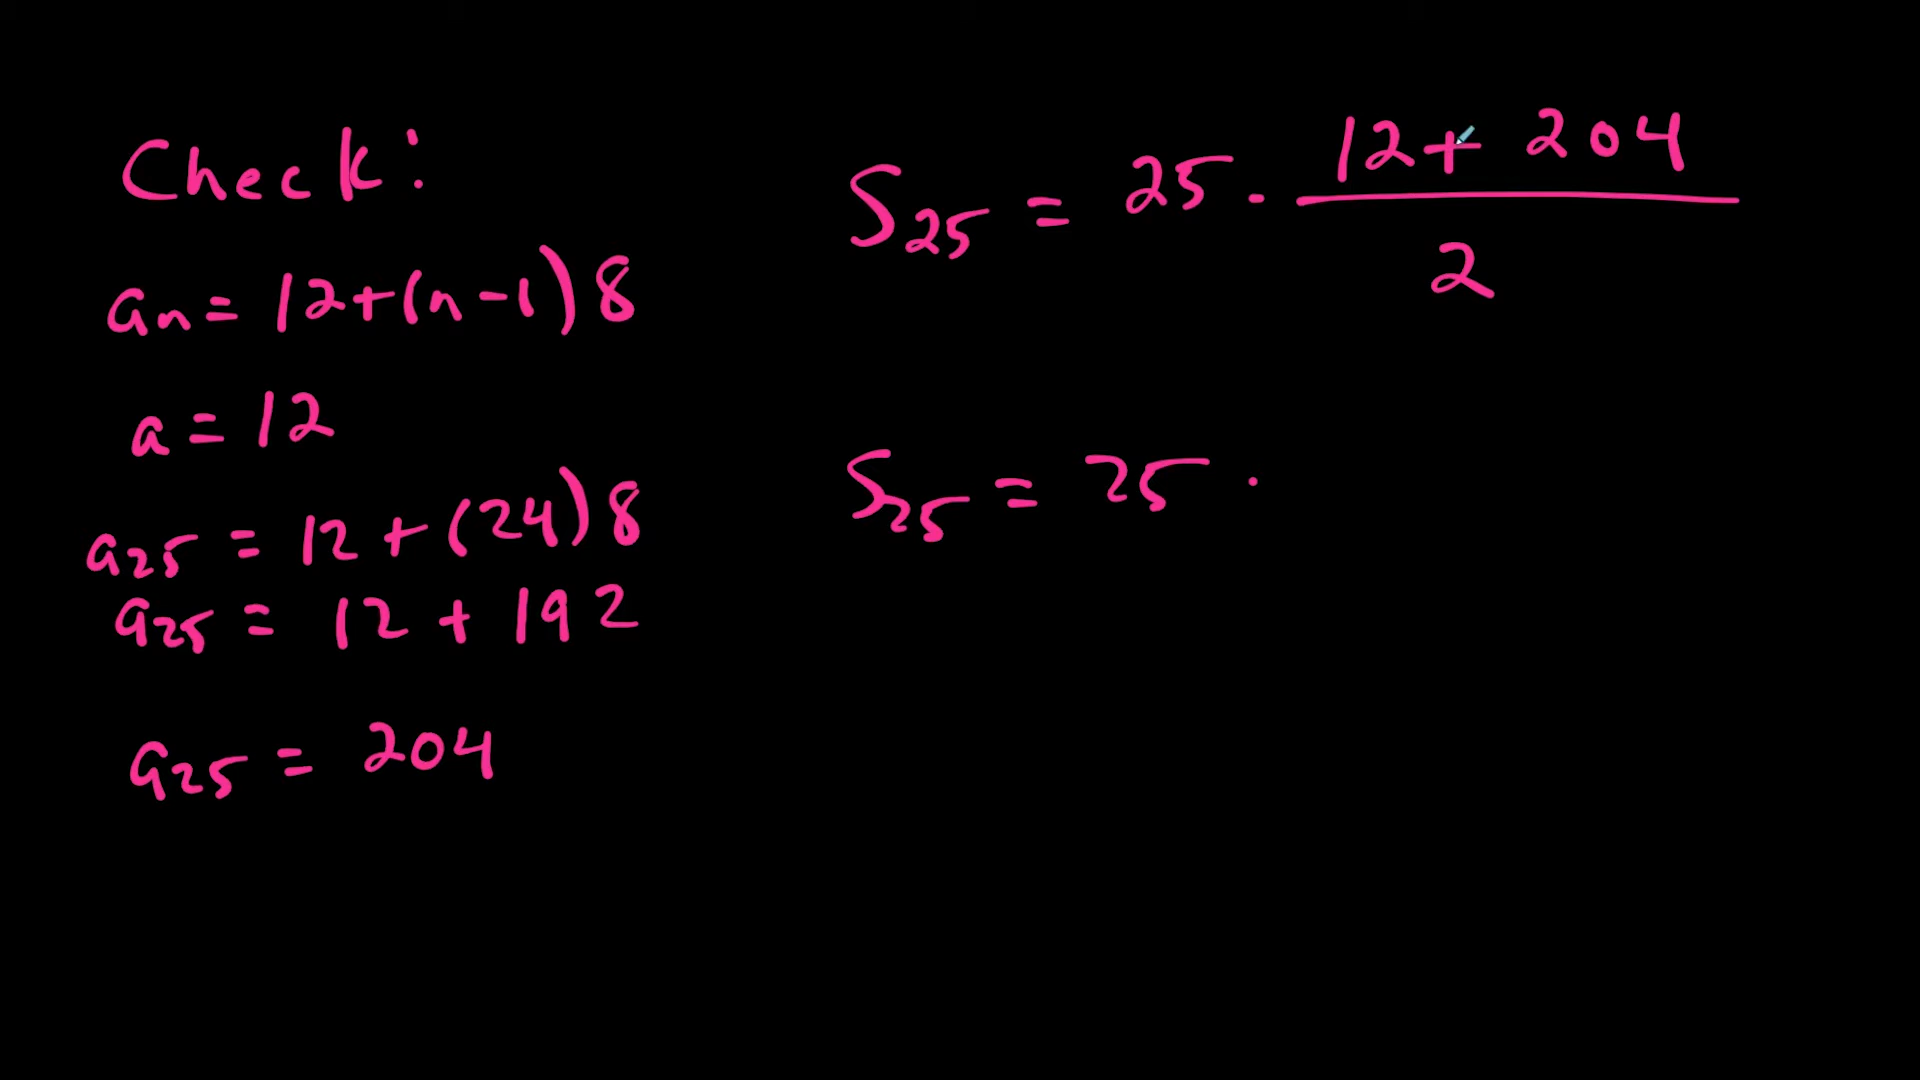 Check:
an = 12+(n-1)8
a = 12
a25 = 12 + (24)8
a25 = 12 + 192
a25 = 204
S25 = 25 · (12+ 204)/2
S25 = 25 ·